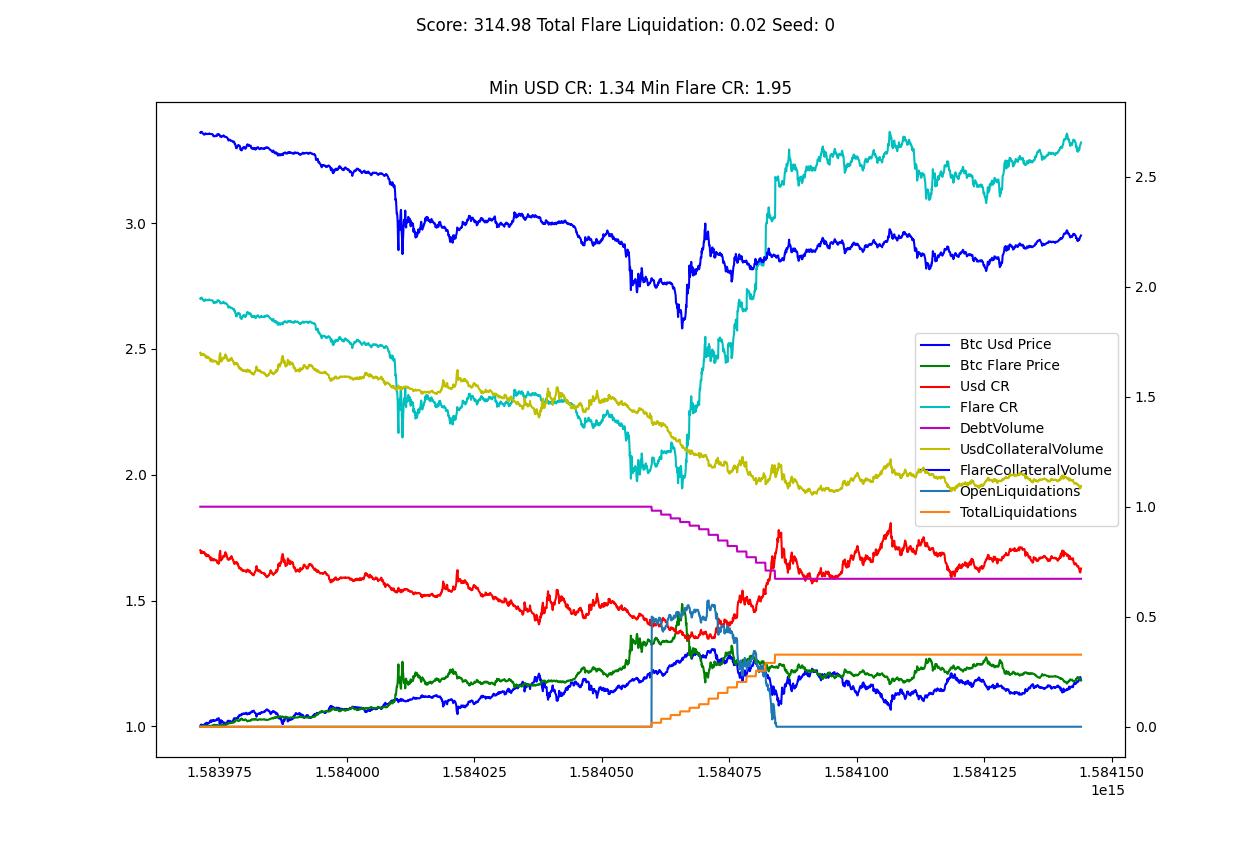 Score: 314.98 Total Flare Liquidation: 0.02 Seed: 0
Min USD CR: 1.34 Min Flare CR: 1.95
3.0
2.5
2.0
1.5
1.0
2.5
2.0
1.5
1.0
0.5
0.0
Btc Usd Price
Btc Flare Price
Usd CR
Flare CR
DebtVolume
UsdCollateralVolume
FlareCollateralVolume
OpenLiquidations
TotalLiquidations
1.583975 1.584000 1.584025 1.584050 1.584075 1.584100 1.584125 1.584150
1e15